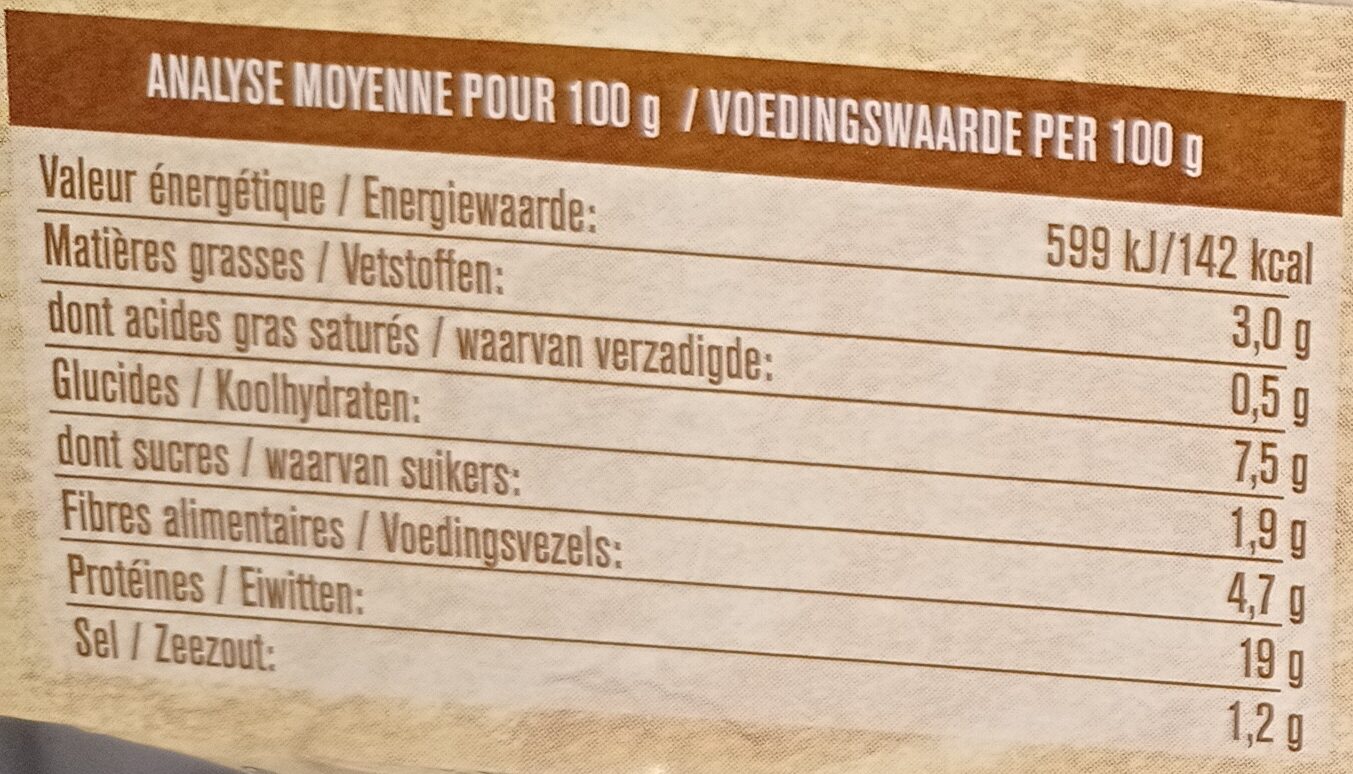 ANALYSE MOYENNE POUR 100 g / VOEDINGSWAARDE PER 100 g
Valeur énergétique / Energiewaarde: 599 kJ/142 kcal
Matières grasses / Vetstoffen: 3,0 g
dont acides gras saturés / waarvan verzadigde: 0,5 g
Glucides / Koolhydraten: 7,5 g
dont sucres / waarvan suikers: 1,9 g
Fibres alimentaires / Voedingsvezels: 4,7 g
Protéines / Eiwitten: 19 g
Sel / Zeezout: 1,2 g